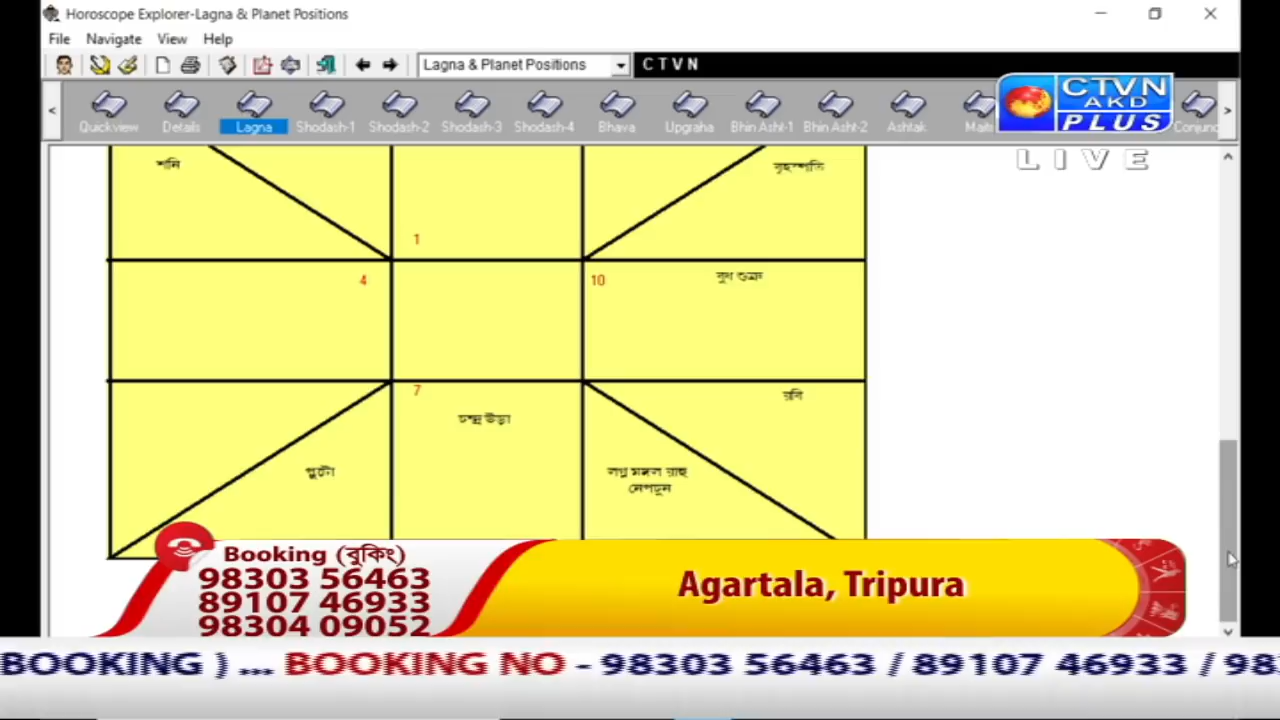 Horoscope Explorer-Lagna & Planet Positions
File Navigate View Help
Lagna & Planet Positions
CTVN
Quickview Details Lagna Shodash-1 Shodash-2 Shodash-3 Shodash-4 Bhava Upgraha Bhin Asht-1 Bhin Asht-2 Ashtak
CTVN
AKD
PLUS
LIVE
শনি
বৃহস্পতি
1
4
10
বুধ শুক্র
7
রবি
চন্দ্র
প্লুটো
লগ্ন মঙ্গল রাহু
নেপচুন
Booking (বুকিং)
98303 56463
89107 46933
98304 09052
Agartala, Tripura
BOOKING ) ... BOOKING NO - 98303 56463 / 89107 46933 / 98